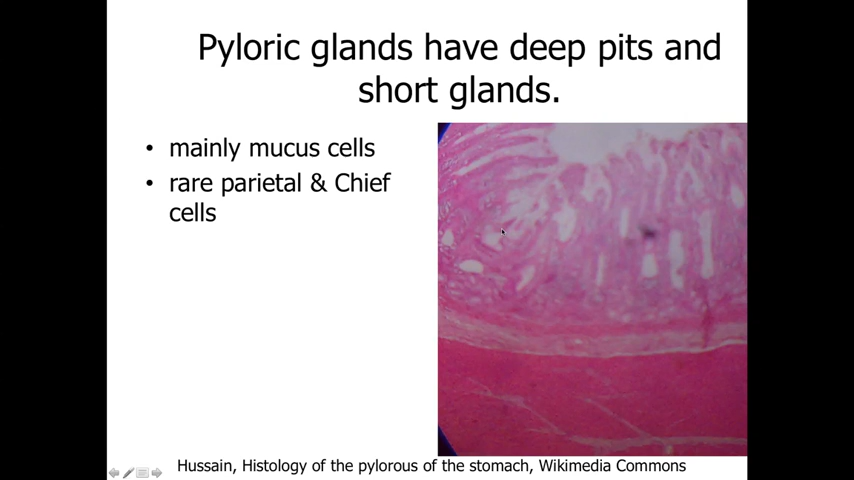 Pyloric glands have deep pits and
short glands.
• mainly mucus cells
• rare parietal & Chief
cells
Hussain, Histology of the pylorous of the stomach, Wikimedia Commons